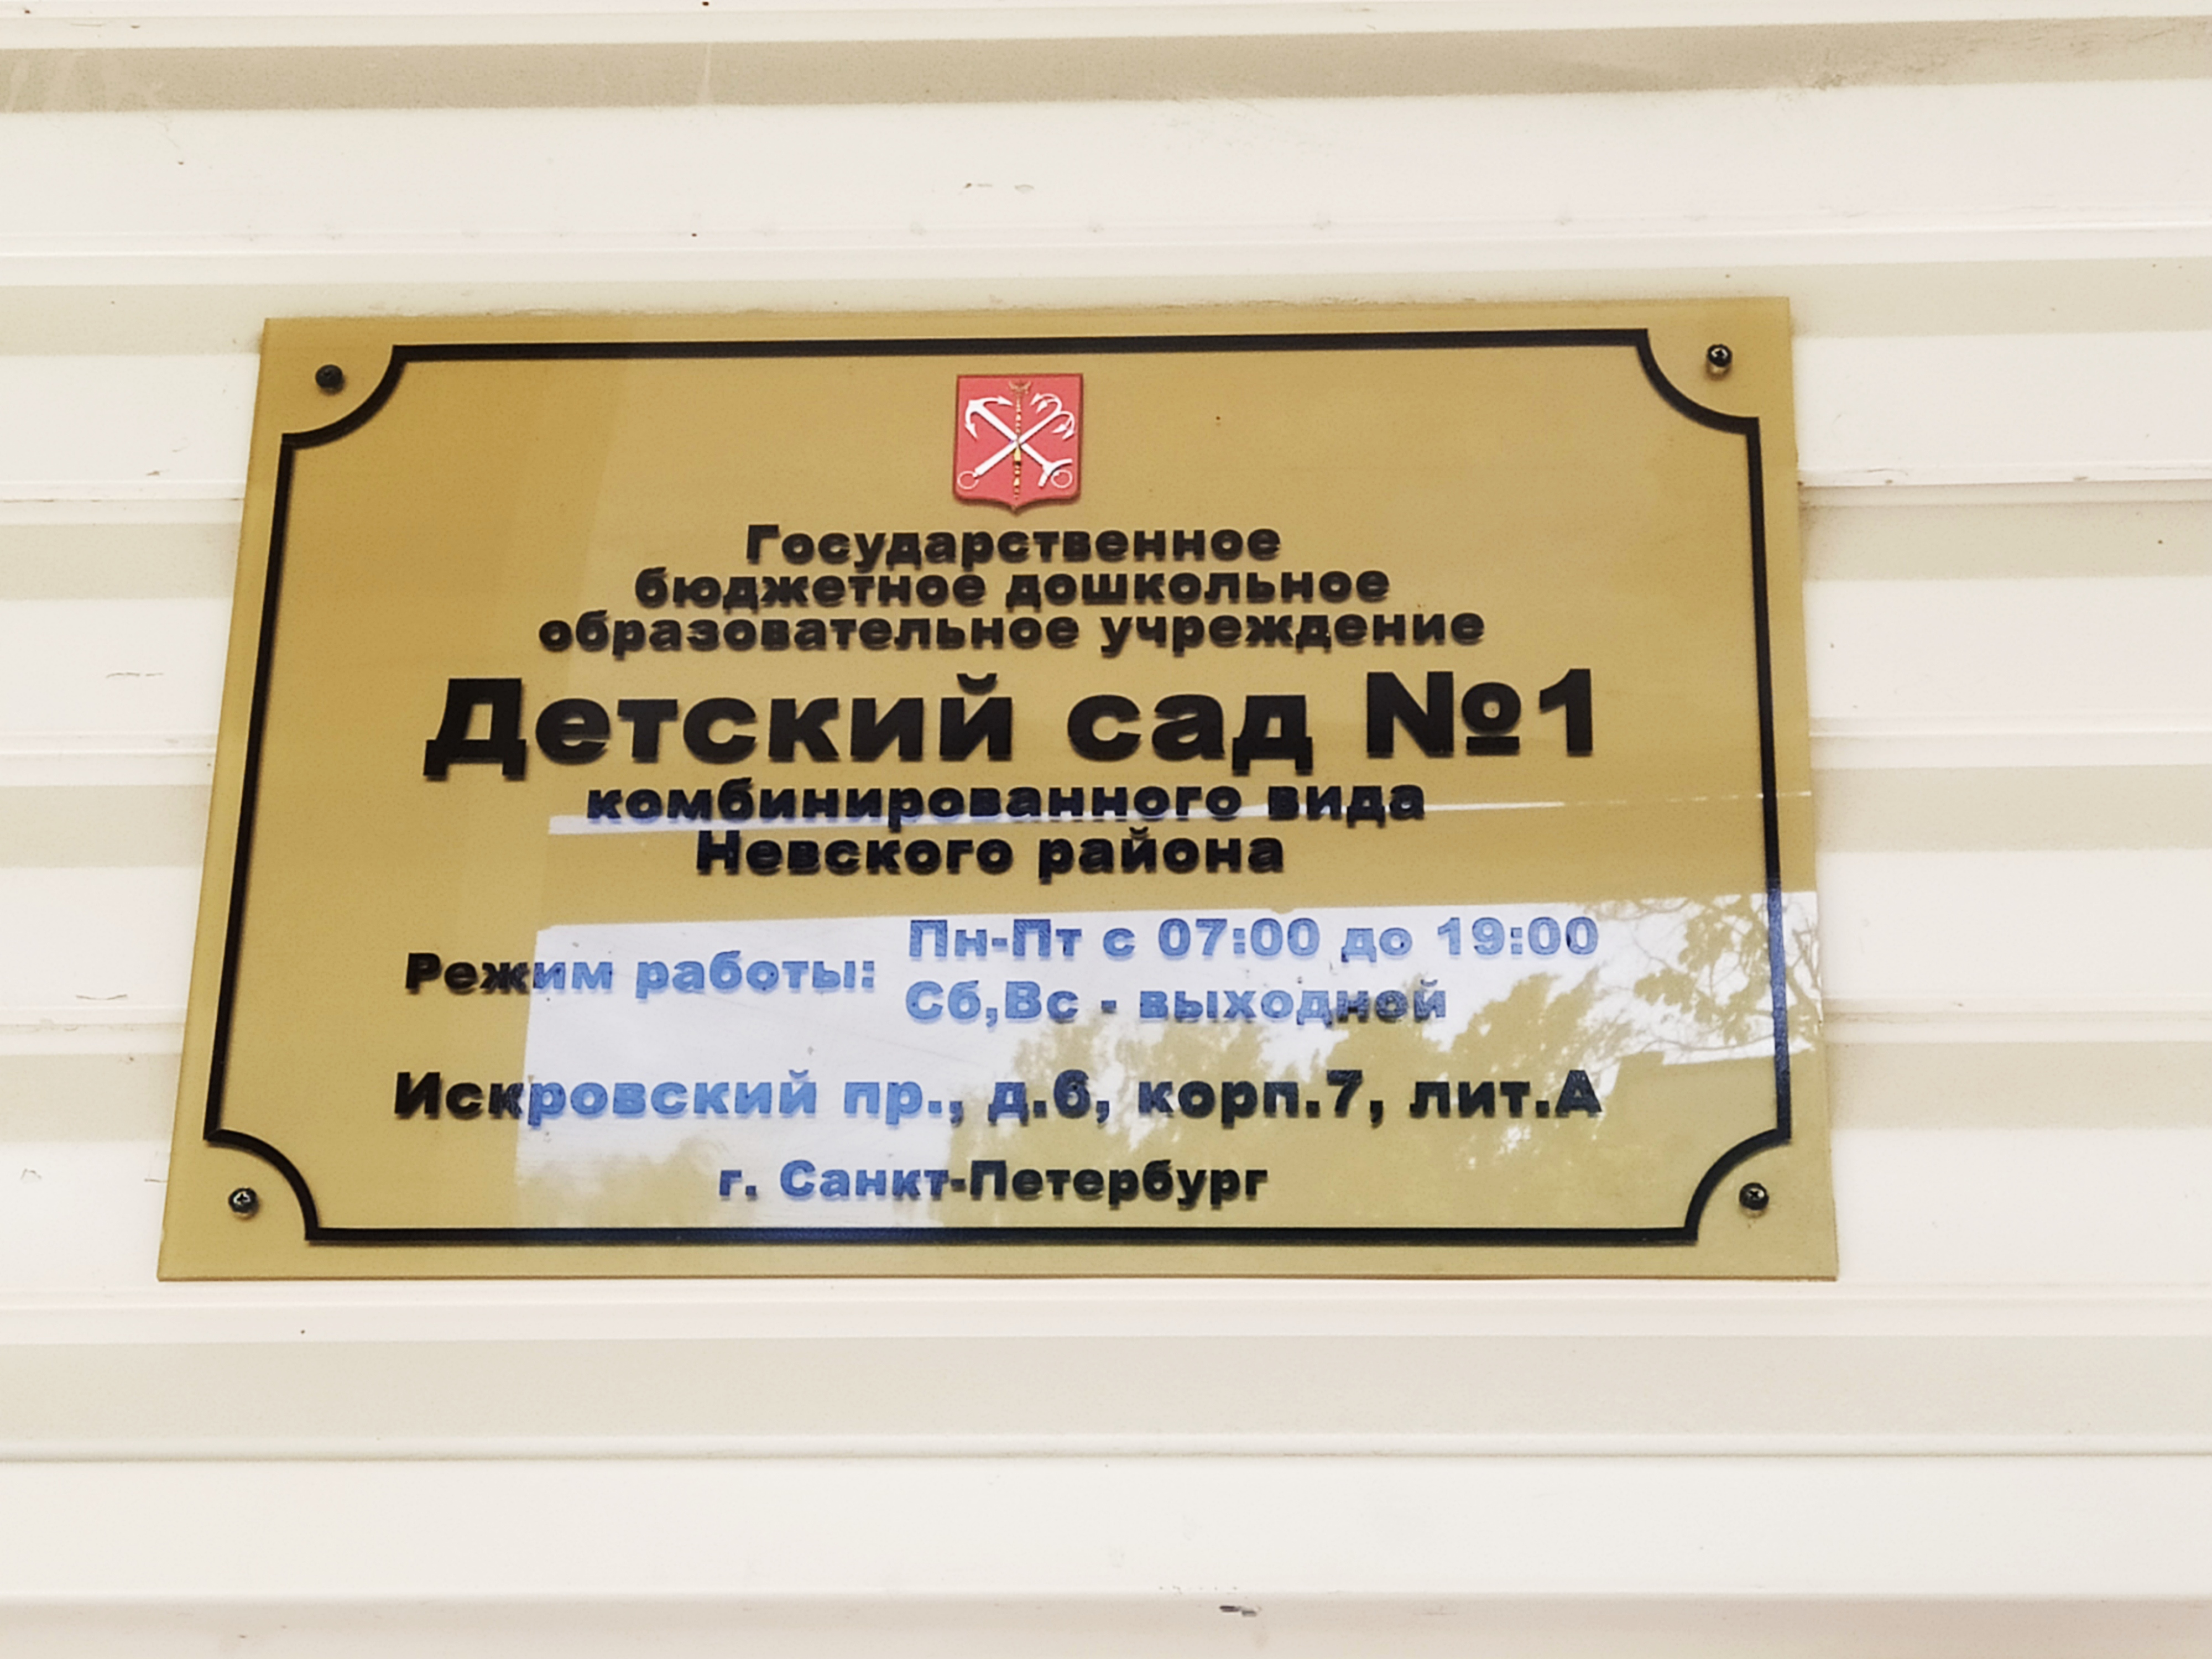 Государственное
бюджетное дошкольное
образовательное учреждение
Детский сад №1
комбинированного вида
Невского района
Режим работы: Пн-Пт с 07:00 до 19:00
Сб,Вс - выходной
Искровский пр., д.6, корп.7, лит.А
г. Санкт-Петербург